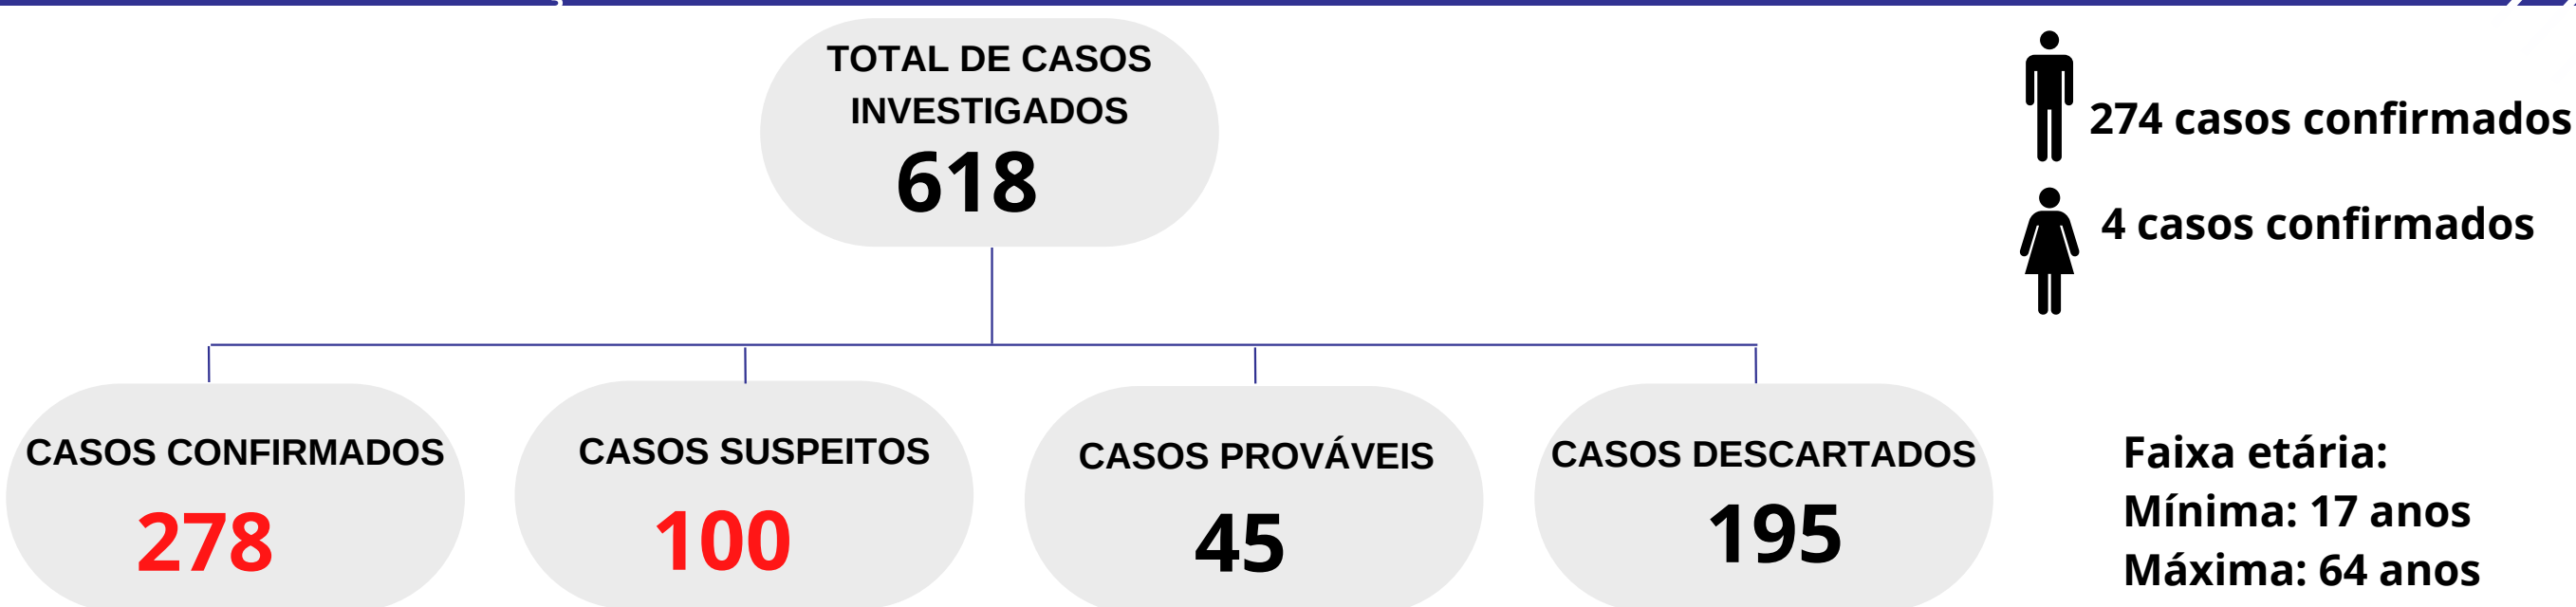 TOTAL DE CASOS
INVESTIGADOS
618
274 casos confirmados
4 casos confirmados
CASOS CONFIRMADOS
278
CASOS SUSPEITOS
100
CASOS PROVÁVEIS
45
CASOS DESCARTADOS
195
Faixa etária:
Mínima: 17 anos
Máxima: 64 anos